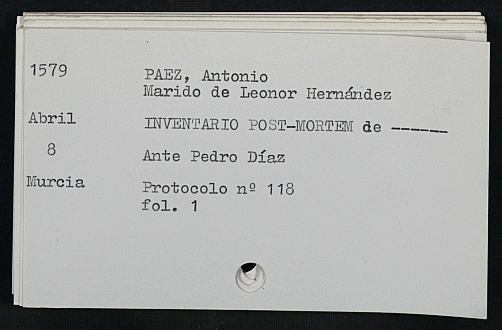 1579 PAEZ, Antonio
Marido de Leonor Hernández
Abril INVENTARIO POST-MORTEM de ------
8 Ante Pedro Díaz
Murcia Protocolo nº 118
fol. 1